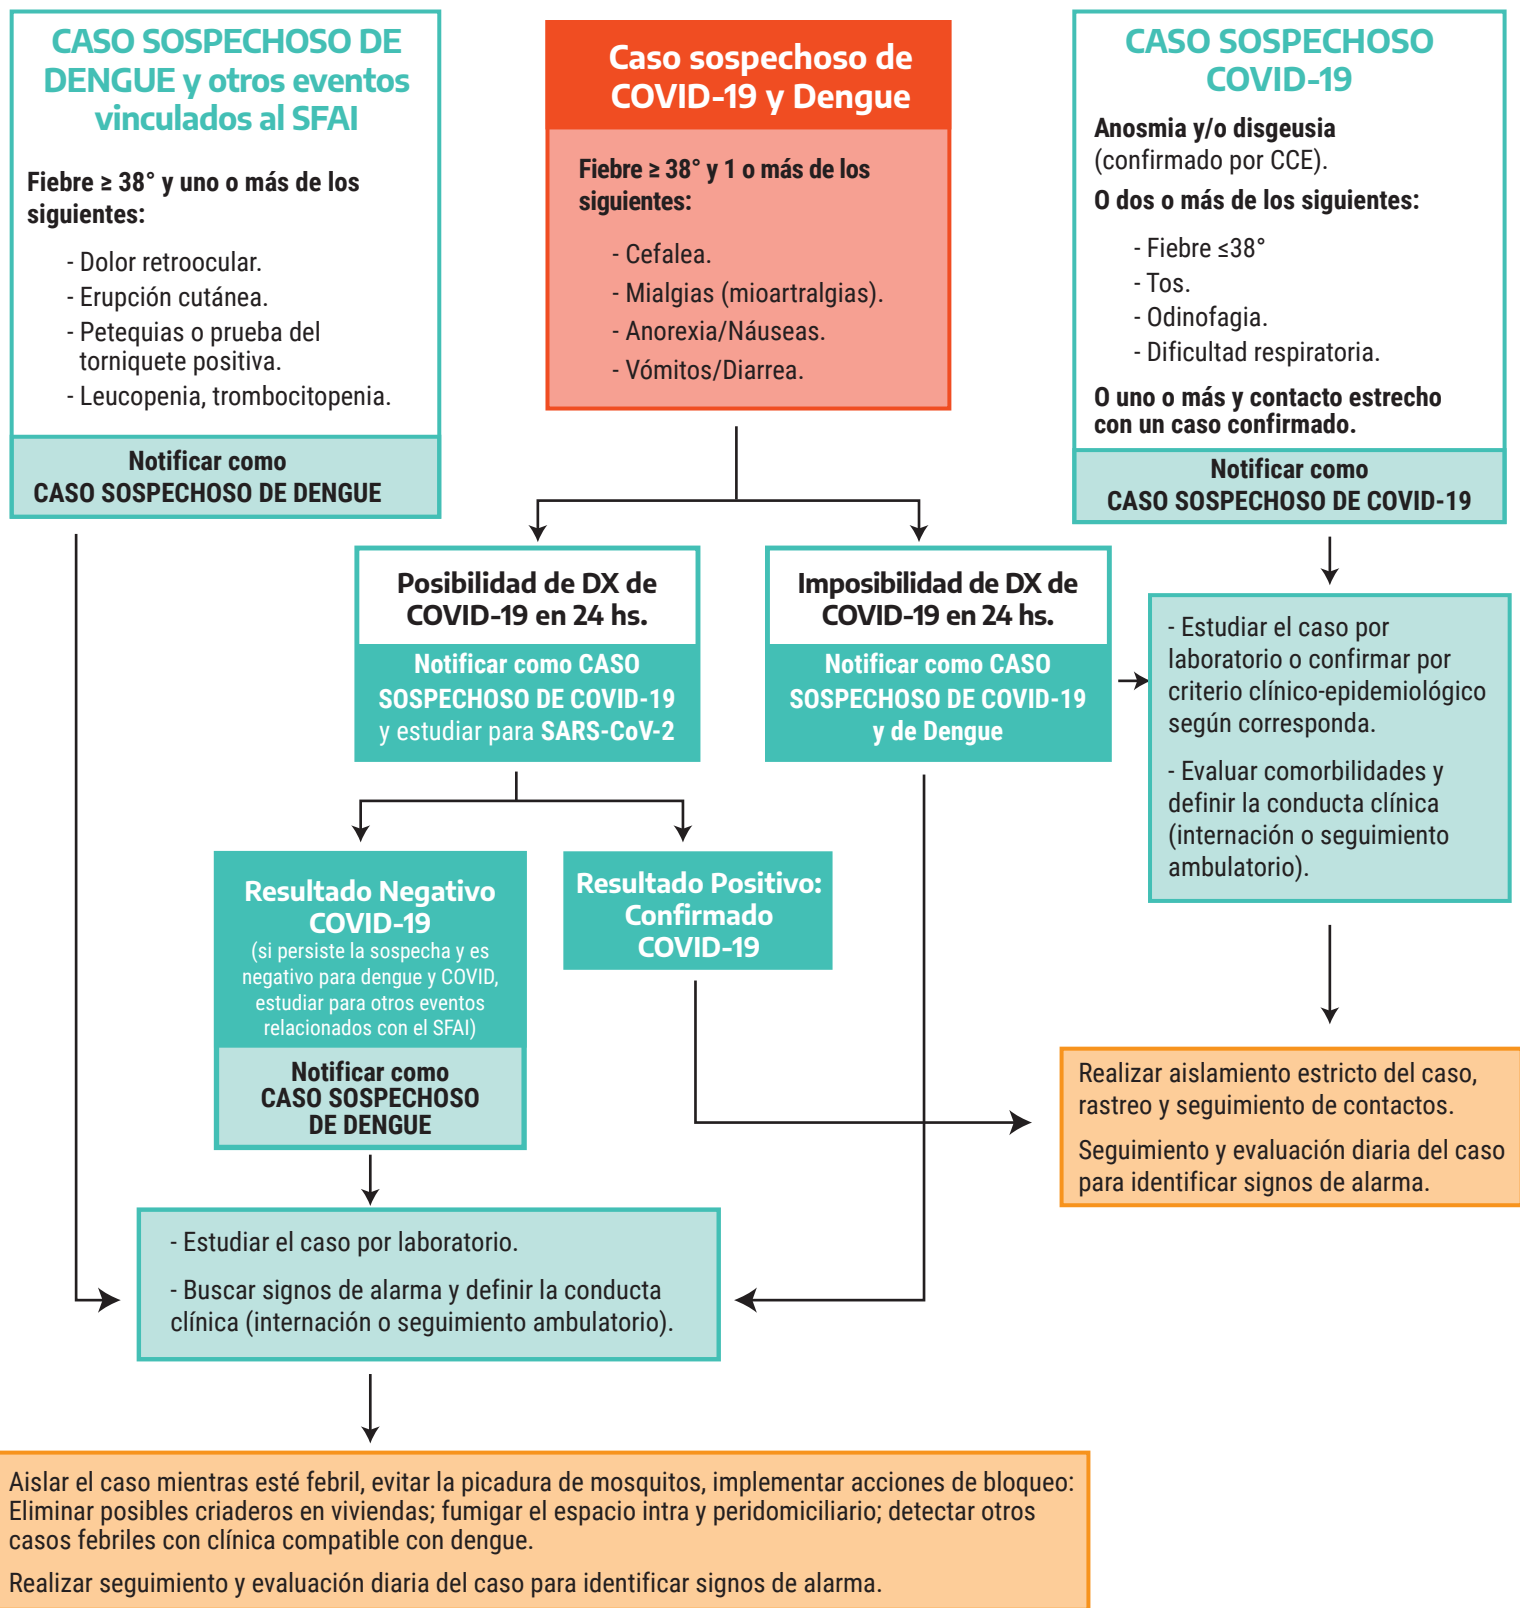 CASO SOSPECHOSO DE
DENGUE y otros eventos
vinculados al SFAI
Fiebre ≥ 38° y uno o más de los
siguientes:
- Dolor retroocular.
- Erupción cutánea.
- Petequias o prueba del
torniquete positiva.
- Leucopenia, trombocitopenia.
Notificar como
CASO SOSPECHOSO DE DENGUE
Caso sospechoso de
COVID-19 y Dengue
Fiebre ≥ 38° y 1 o más de los
siguientes:
- Cefalea.
- Mialgias (mioartralgias).
- Anorexia/Náuseas.
- Vómitos/Diarrea.
CASO SOSPECHOSO
COVID-19
Anosmia y/o disgeusia
(confirmado por CCE).
O dos o más de los siguientes:
- Fiebre ≤38°
- Tos.
- Odinofagia.
- Dificultad respiratoria.
O uno o más y contacto estrecho
con un caso confirmado.
Notificar como
CASO SOSPECHOSO DE COVID-19
Posibilidad de DX de
COVID-19 en 24 hs.
Notificar como CASO
SOSPECHOSO DE COVID-19
y estudiar para SARS-CoV-2
Imposibilidad de DX de
COVID-19 en 24 hs.
Notificar como CASO
SOSPECHOSO DE COVID-19
y de Dengue
- Estudiar el caso por
laboratorio o confirmar por
criterio clínico-epidemiológico
según corresponda.
- Evaluar comorbilidades y
definir la conducta clínica
(internación o seguimiento
ambulatorio).
Resultado Negativo
COVID-19
(si persiste la sospecha y es
negativo para dengue y COVID,
estudiar para otros eventos
relacionados con el SFAI)
Notificar como
CASO SOSPECHOSO
DE DENGUE
Resultado Positivo:
Confirmado
COVID-19
Realizar aislamiento estricto del caso,
rastreo y seguimiento de contactos.
Seguimiento y evaluación diaria del caso
para identificar signos de alarma.
- Estudiar el caso por laboratorio.
- Buscar signos de alarma y definir la conducta
clínica (internación o seguimiento ambulatorio).
Aislar el caso mientras esté febril, evitar la picadura de mosquitos, implementar acciones de bloqueo:
Eliminar posibles criaderos en viviendas; fumigar el espacio intra y peridomiciliario; detectar otros
casos febriles con clínica compatible con dengue.
Realizar seguimiento y evaluación diaria del caso para identificar signos de alarma.